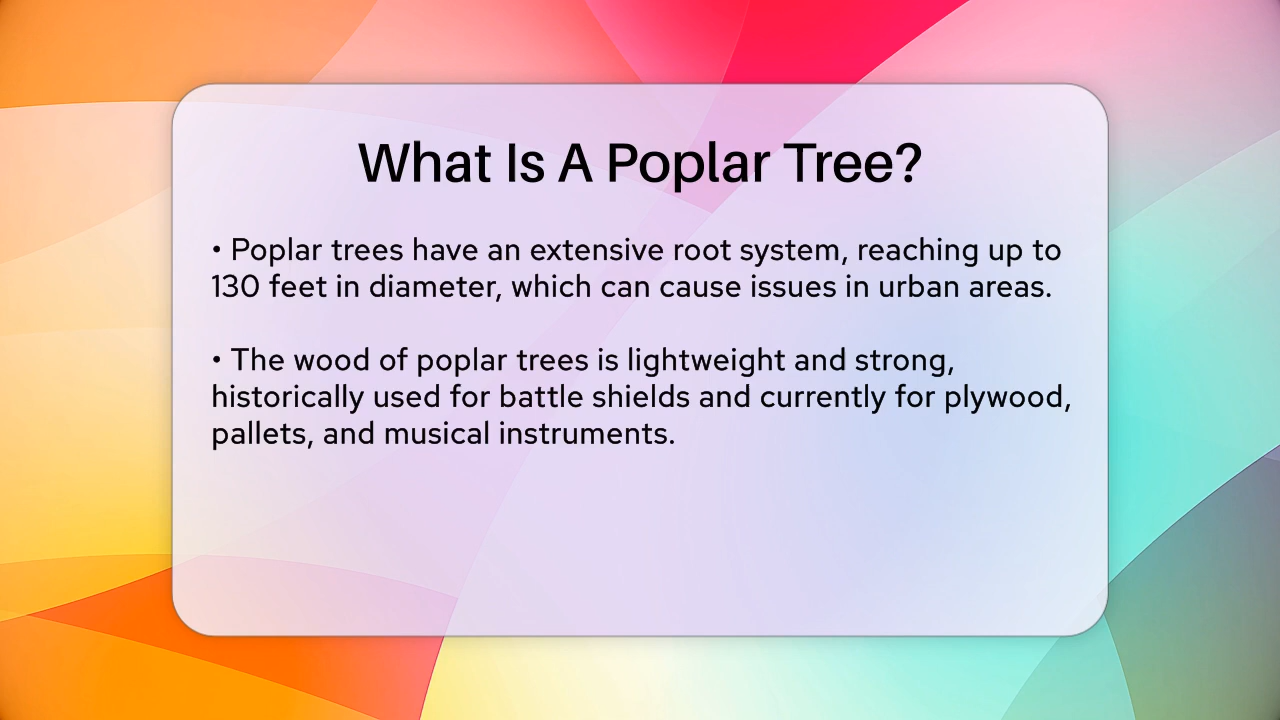 What Is A Poplar Tree?
• Poplar trees have an extensive root system, reaching up to
130 feet in diameter, which can cause issues in urban areas.
• The wood of poplar trees is lightweight and strong,
historically used for battle shields and currently for plywood,
pallets, and musical instruments.